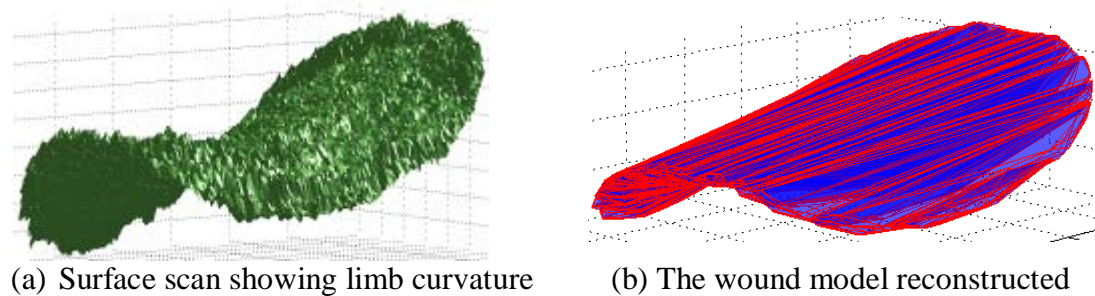 (a) Surface scan showing limb curvature
(b) The wound model reconstructed